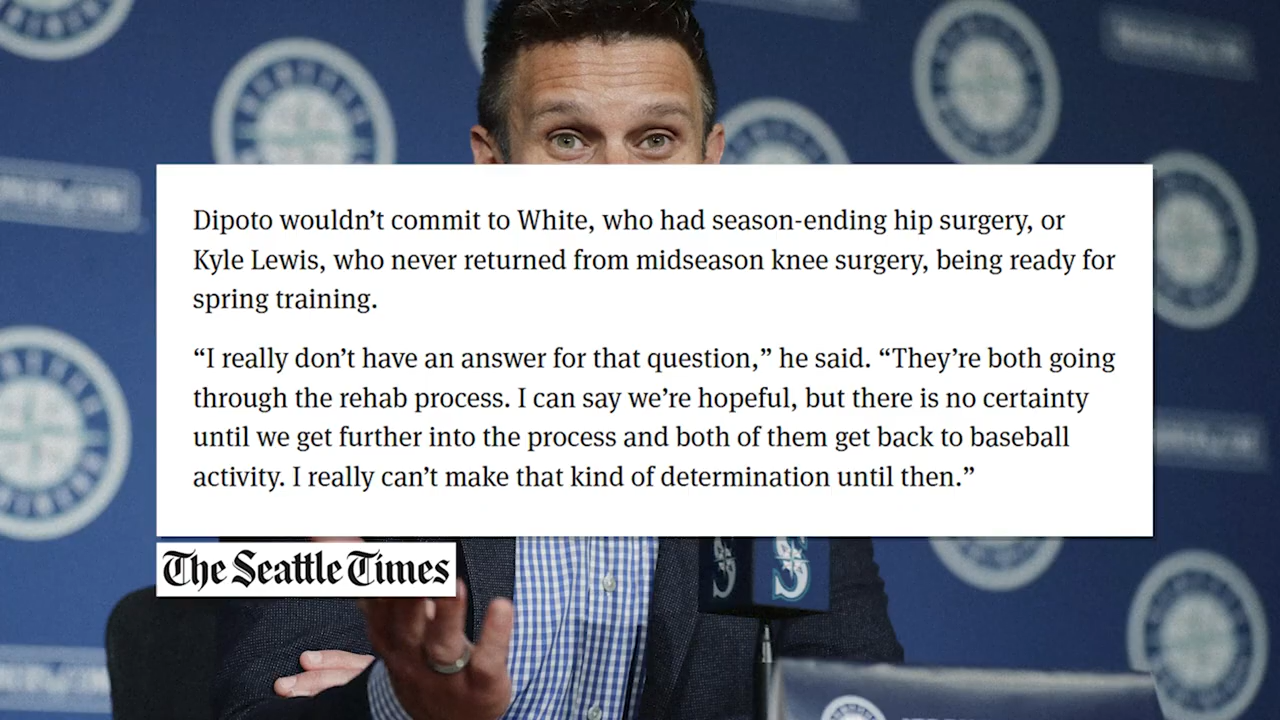 Dipoto wouldn’t commit to White, who had season-ending hip surgery, or
Kyle Lewis, who never returned from midseason knee surgery, being ready for
spring training.
“I really don’t have an answer for that question,” he said. “They’re both going
through the rehab process. I can say we’re hopeful, but there is no certainty
until we get further into the process and both of them get back to baseball
activity. I really can’t make that kind of determination until then.”
The Seattle Times